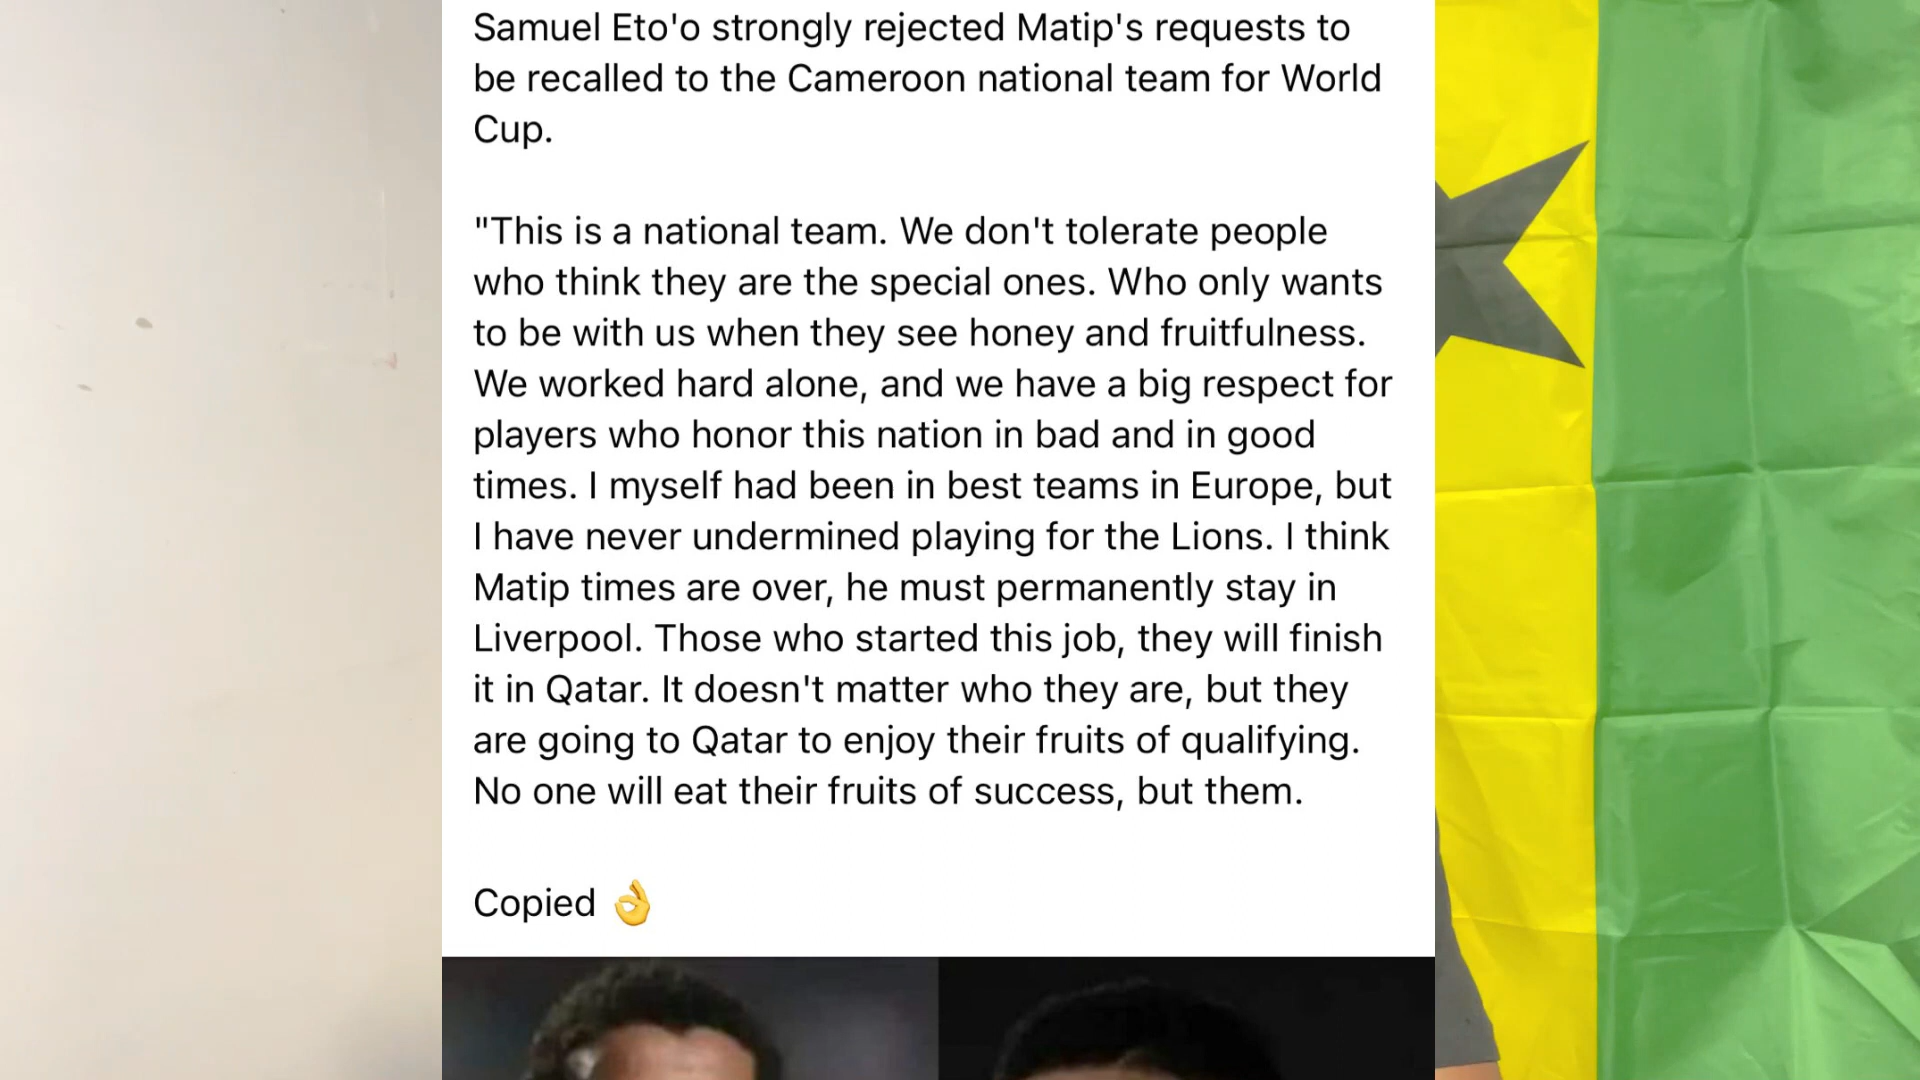 Samuel Eto'o strongly rejected Matip's requests to
be recalled to the Cameroon national team for World
Cup.
"This is a national team. We don't tolerate people
who think they are the special ones. Who only wants
to be with us when they see honey and fruitfulness.
We worked hard alone, and we have a big respect for
players who honor this nation in bad and in good
times. I myself had been in best teams in Europe, but
I have never undermined playing for the Lions. I think
Matip times are over, he must permanently stay in
Liverpool. Those who started this job, they will finish
it in Qatar. It doesn't matter who they are, but they
are going to Qatar to enjoy their fruits of qualifying.
No one will eat their fruits of success, but them.
Copied 👌